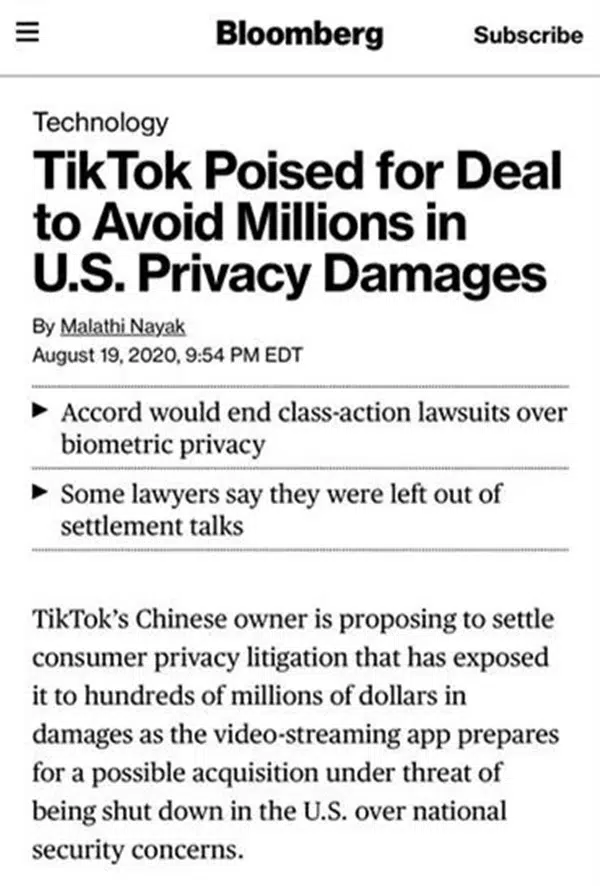 Bloomberg
Subscribe
Technology
TikTok Poised for Deal
to Avoid Millions in
U.S. Privacy Damages
By Malathi Nayak
August 19, 2020, 9:54 PM EDT
Accord would end class-action lawsuits over
biometric privacy
Some lawyers say they were left out of
settlement talks
TikTok’s Chinese owner is proposing to settle
consumer privacy litigation that has exposed
it to hundreds of millions of dollars in
damages as the video-streaming app prepares
for a possible acquisition under threat of
being shut down in the U.S. over national
security concerns.